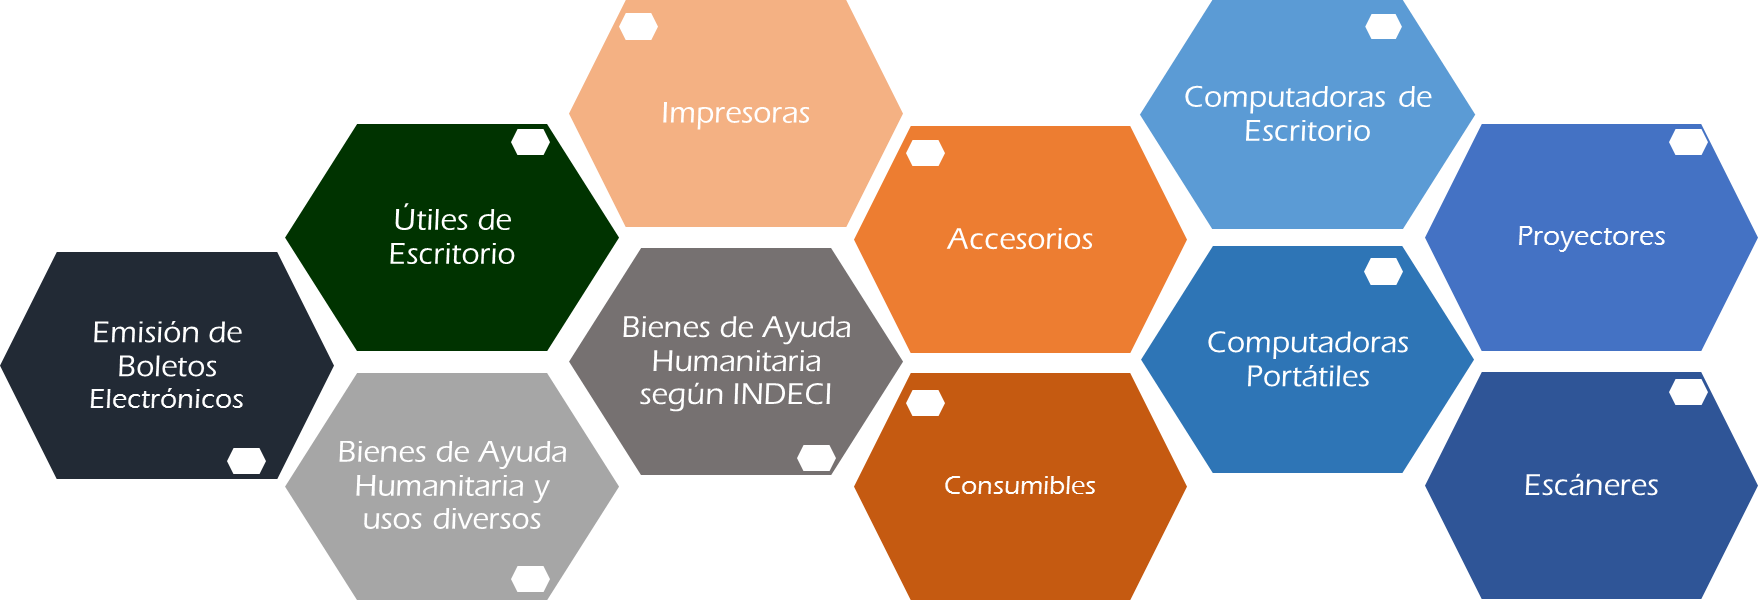 Impresoras
Computadoras de
Escritorio
Útiles de
Escritorio
Accesorios
Proyectores
Emisión de
Boletos
Electrónicos
Bienes de Ayuda
Humanitaria
según INDECI
Computadoras
Portátiles
Bienes de Ayuda
Humanitaria y
usos diversos
Consumibles
Escáneres